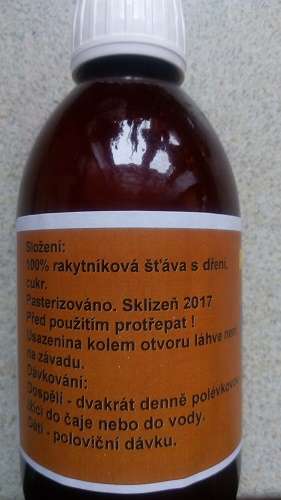 Složení:
100% rakytníková šťáva s dření,
cukr.
Pasterizováno. Sklizeň 2017
Před použitím protřepat !
Usazenina kolem otvoru láhve není
na závadu.
Dávkování:
Dospělí - dvakrát denně polévkovou
lžící do čaje nebo do vody.
Děti - poloviční dávku.